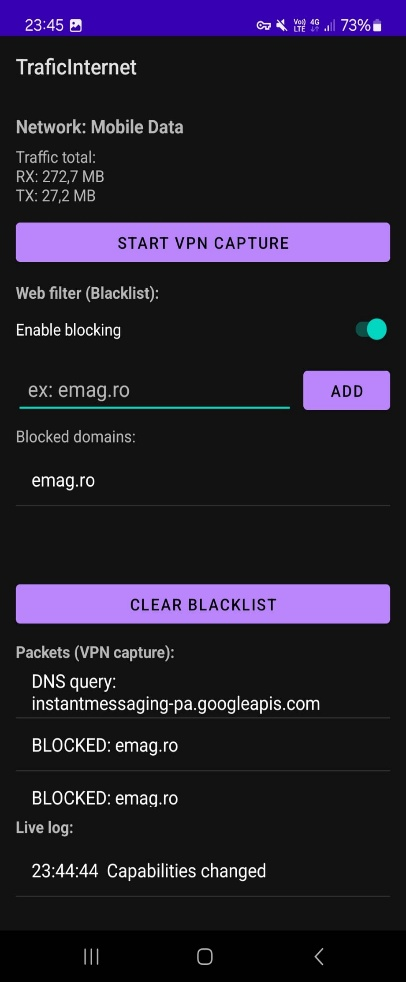 23:45
Vo))
LTE
4G
73%
TraficInternet
Network: Mobile Data
Traffic total:
RX: 272,7 MB
TX: 27,2 MB
START VPN CAPTURE
Web filter (Blacklist):
Enable blocking
ex: emag.ro
ADD
Blocked domains:
emag.ro
CLEAR BLACKLIST
Packets (VPN capture):
DNS query:
instantmessaging-pa.googleapis.com
BLOCKED: emag.ro
BLOCKED: emag.ro
Live log:
23:44:44  Capabilities changed